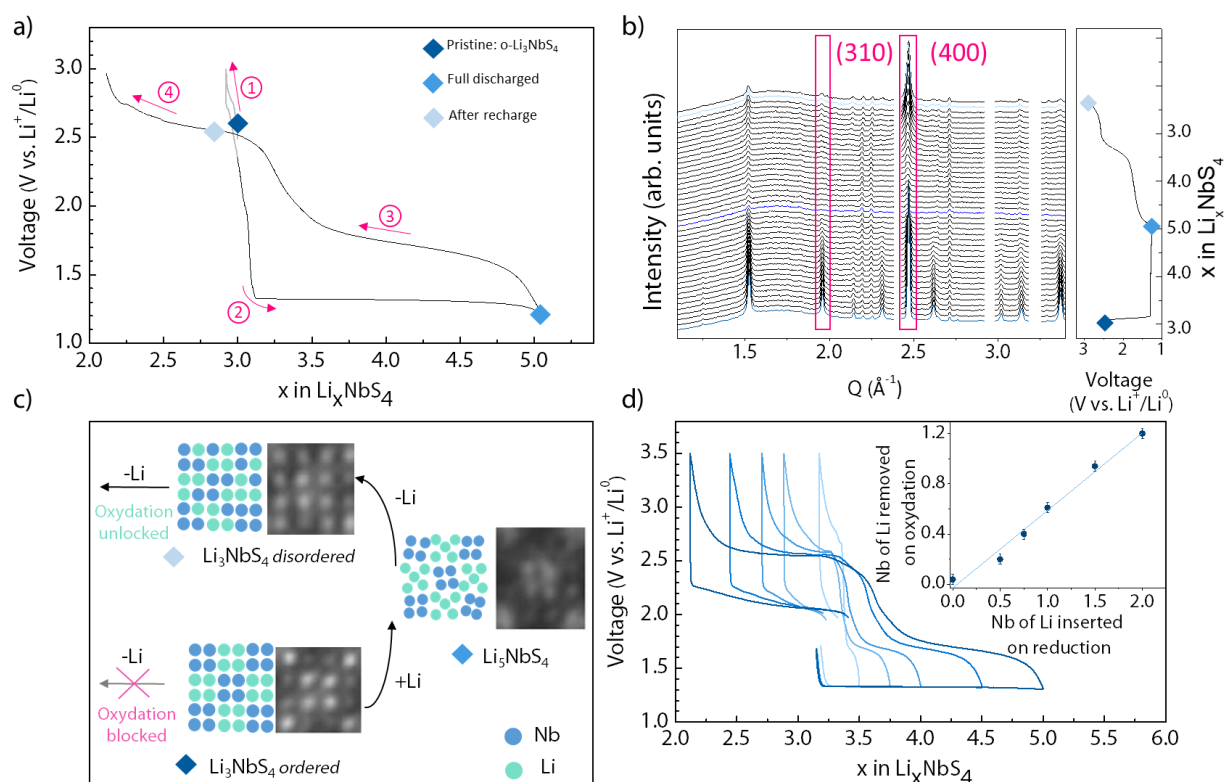 a)
Voltage (V vs. Li⁺/Li⁰)
3.0
2.5
2.0
1.5
1.0
2.0 2.5 3.0 3.5 4.0 4.5 5.0
x in LiₓNbS₄
④ ① ③ ②
Pristine: o-Li₃NbS₄
Full discharged
After recharge
b)
Intensity (arb. units)
(310) (400)
1.5 2.0 2.5 3.0
Q (Å⁻¹)
3.0
4.0
5.0
4.0
3.0
x in LiₓNbS₄
3 2 1
Voltage
(V vs. Li⁺/Li⁰)
c)
-Li
Oxydation
unlocked
Li₃NbS₄ disordered
-Li
Li₅NbS₄
+Li
-Li
Oxydation
blocked
Li₃NbS₄ ordered
Nb
Li
d)
Voltage (V vs. Li⁺/Li⁰)
3.5
3.0
2.5
2.0
1.5
1.0
2.0 2.5 3.0 3.5 4.0 4.5 5.0 5.5 6.0
x in LiₓNbS₄
Nb of Li removed
on oxydation
1.2
0.8
0.4
0.0
0.0 0.5 1.0 1.5 2.0
Nb of Li inserted
on reduction